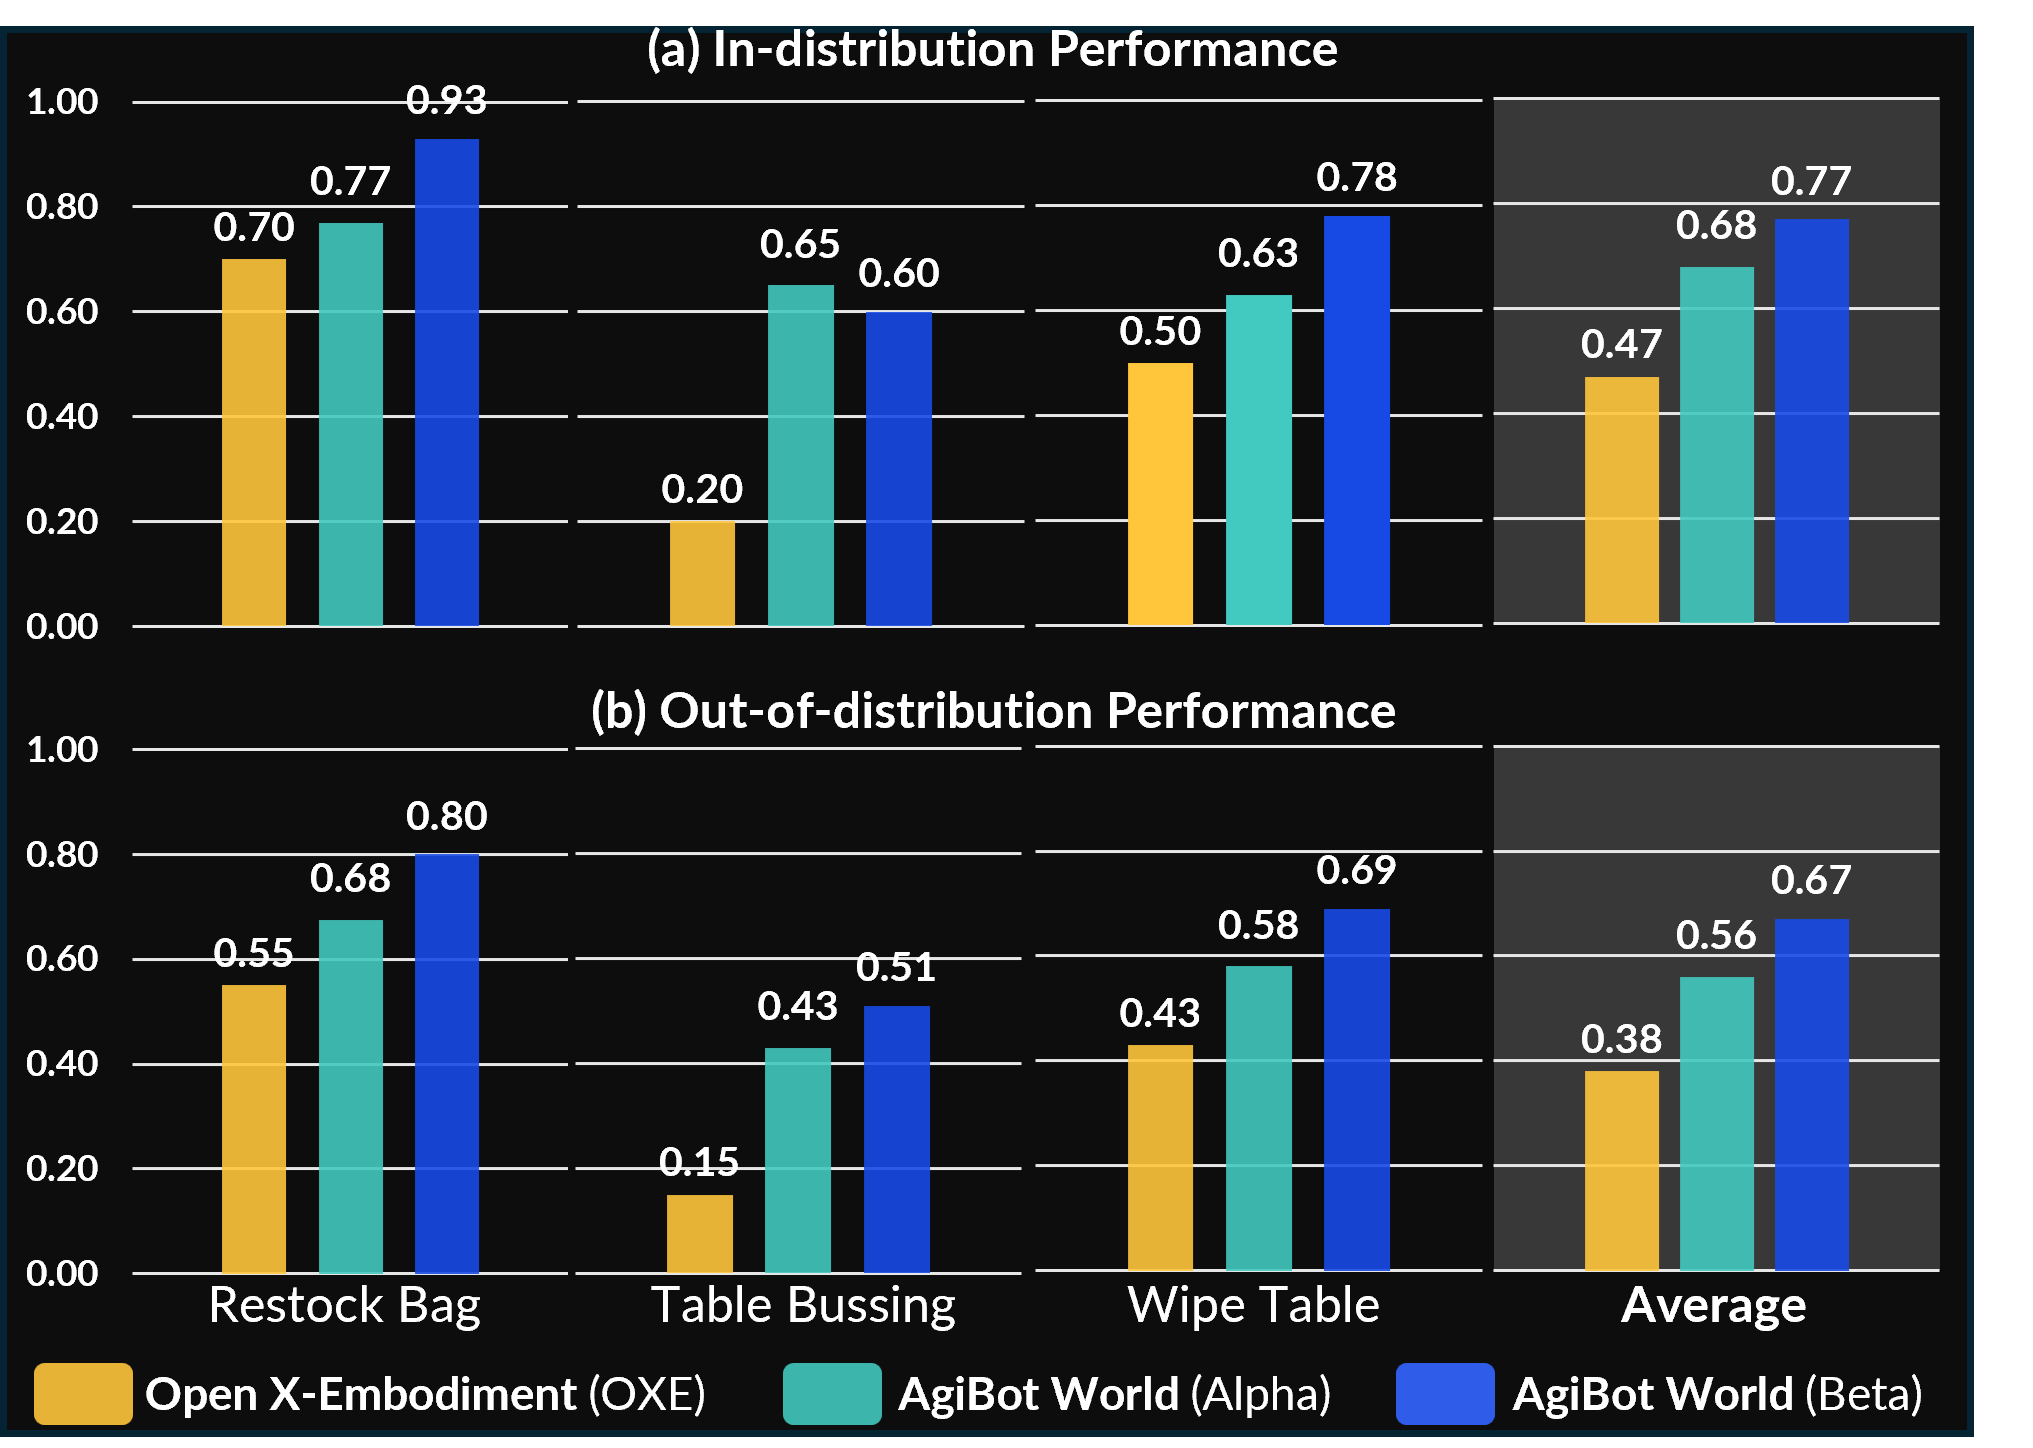 (a) In-distribution Performance
1.00
0.80
0.60
0.40
0.20
0.00
0.70 0.77 0.93
0.20 0.65 0.60
0.50 0.63 0.78
0.47 0.68 0.77
(b) Out-of-distribution Performance
1.00
0.80
0.60
0.40
0.20
0.00
0.55 0.68 0.80
0.15 0.43 0.51
0.43 0.58 0.69
0.38 0.56 0.67
Restock Bag Table Bussing Wipe Table Average
Open X-Embodiment (OXE) AgiBot World (Alpha) AgiBot World (Beta)